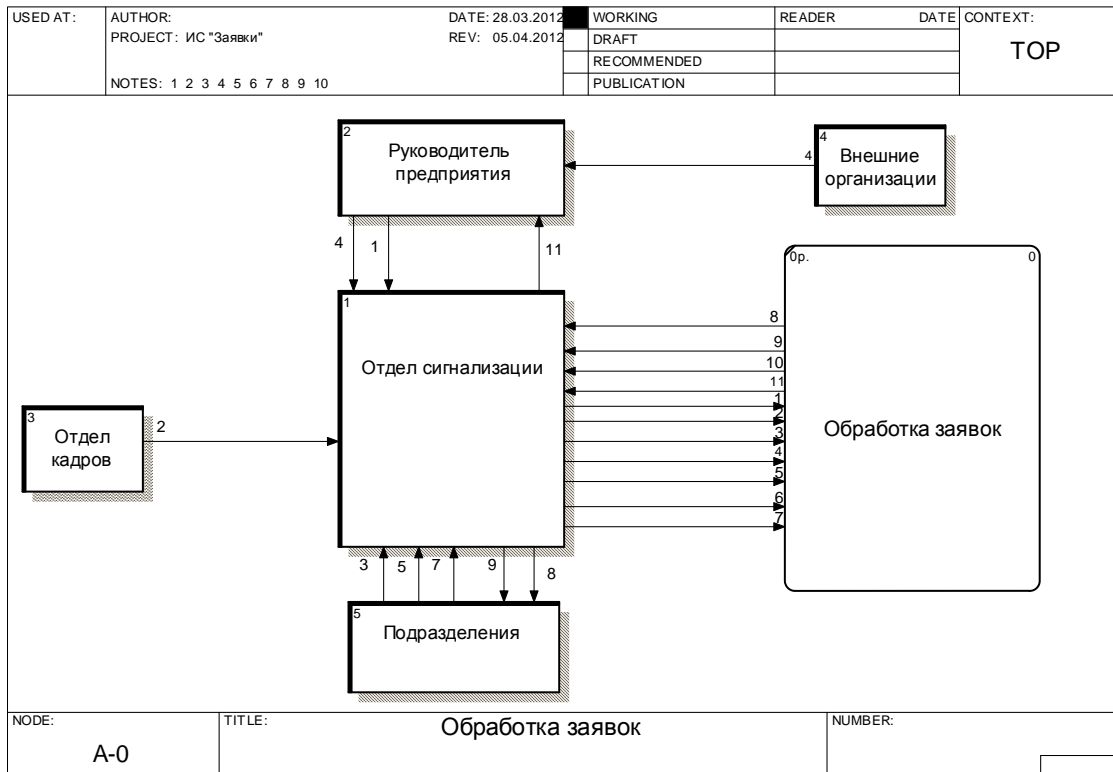 USED AT:
AUTHOR:
DATE: 28.03.2012
PROJECT: ИС "Заявки"
REV: 05.04.2012
NOTES: 1 2 3 4 5 6 7 8 9 10
WORKING
DRAFT
RECOMMENDED
PUBLICATION
READER
DATE
CONTEXT:
TOP
2
Руководитель
предприятия
4
4
Внешние
организации
4
1
11
0р.
0
1
Отдел сигнализации
8
9
10
11
1
2
3
4
5
6
7
Обработка заявок
3
Отдел
кадров
2
3
5
7
9
8
5
Подразделения
NODE:
A-0
TITLE:
Обработка заявок
NUMBER: